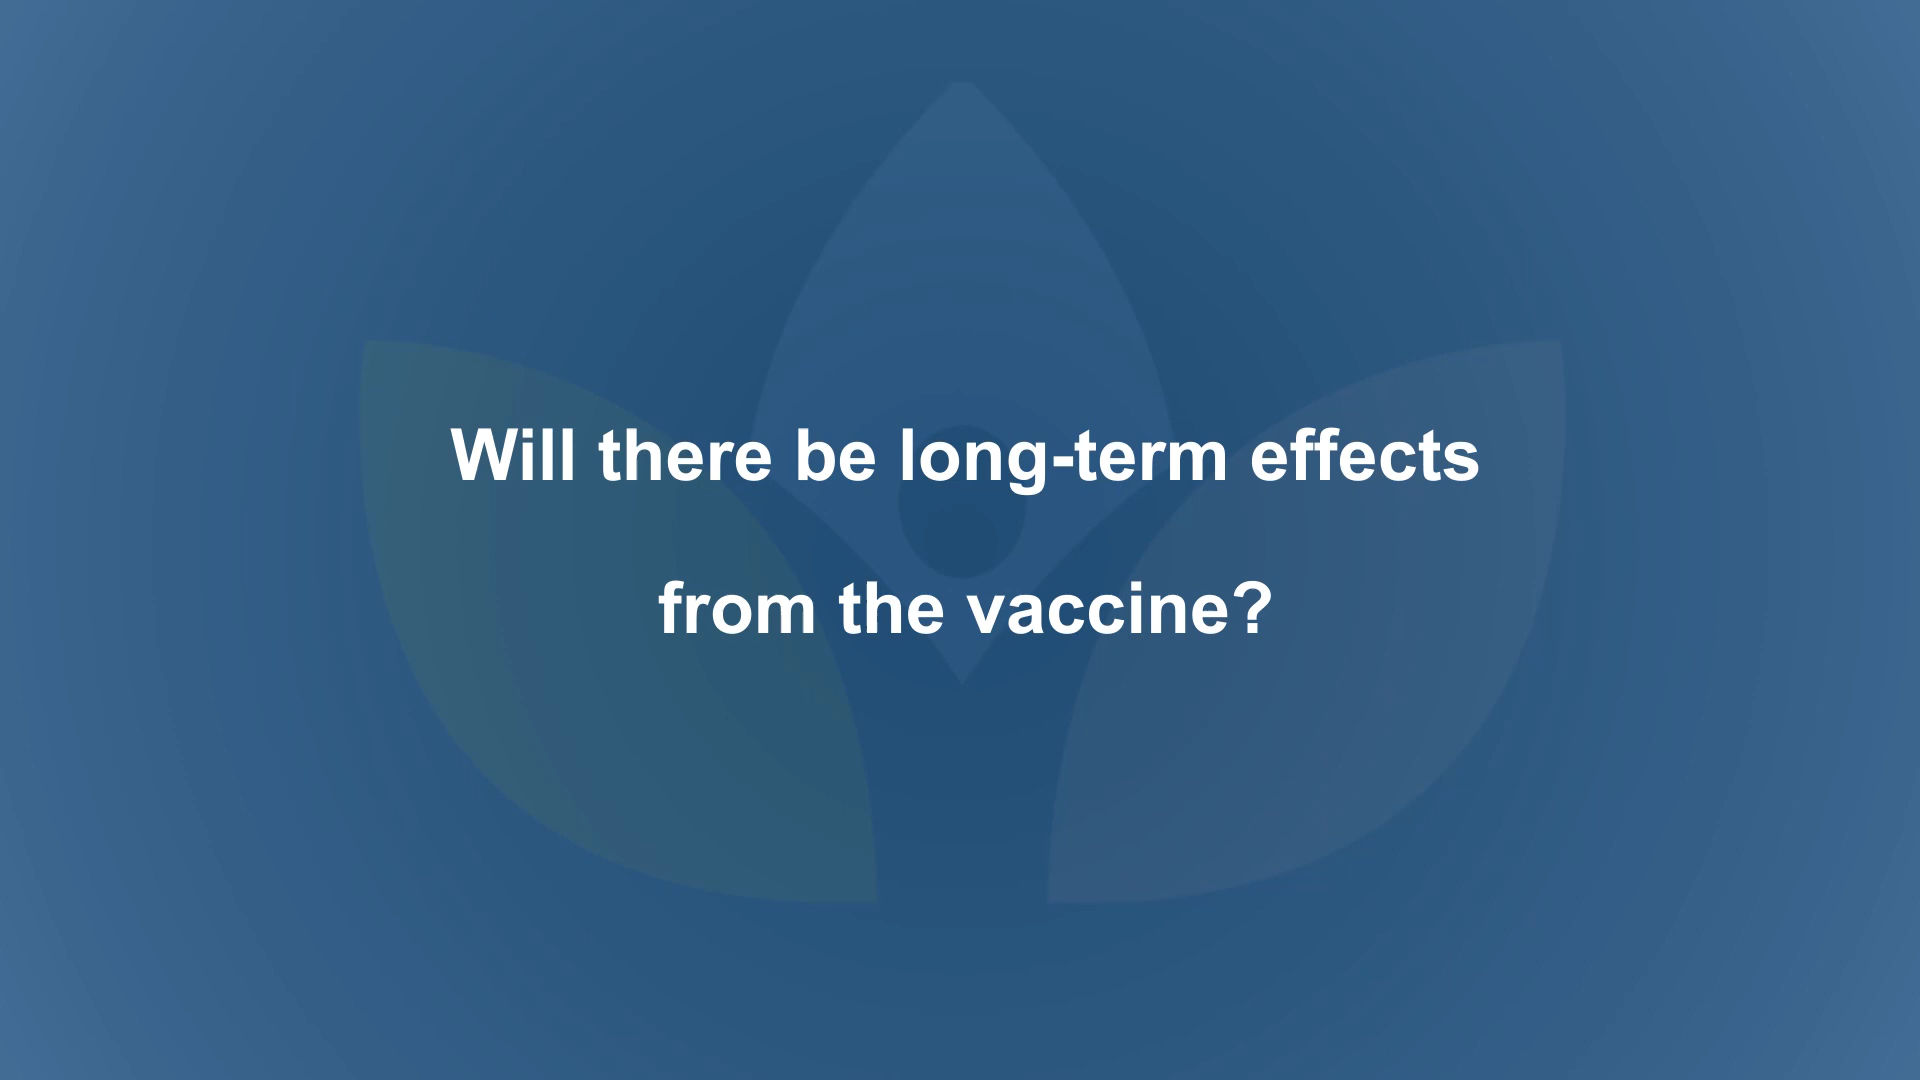 Will there be long-term effects
from the vaccine?